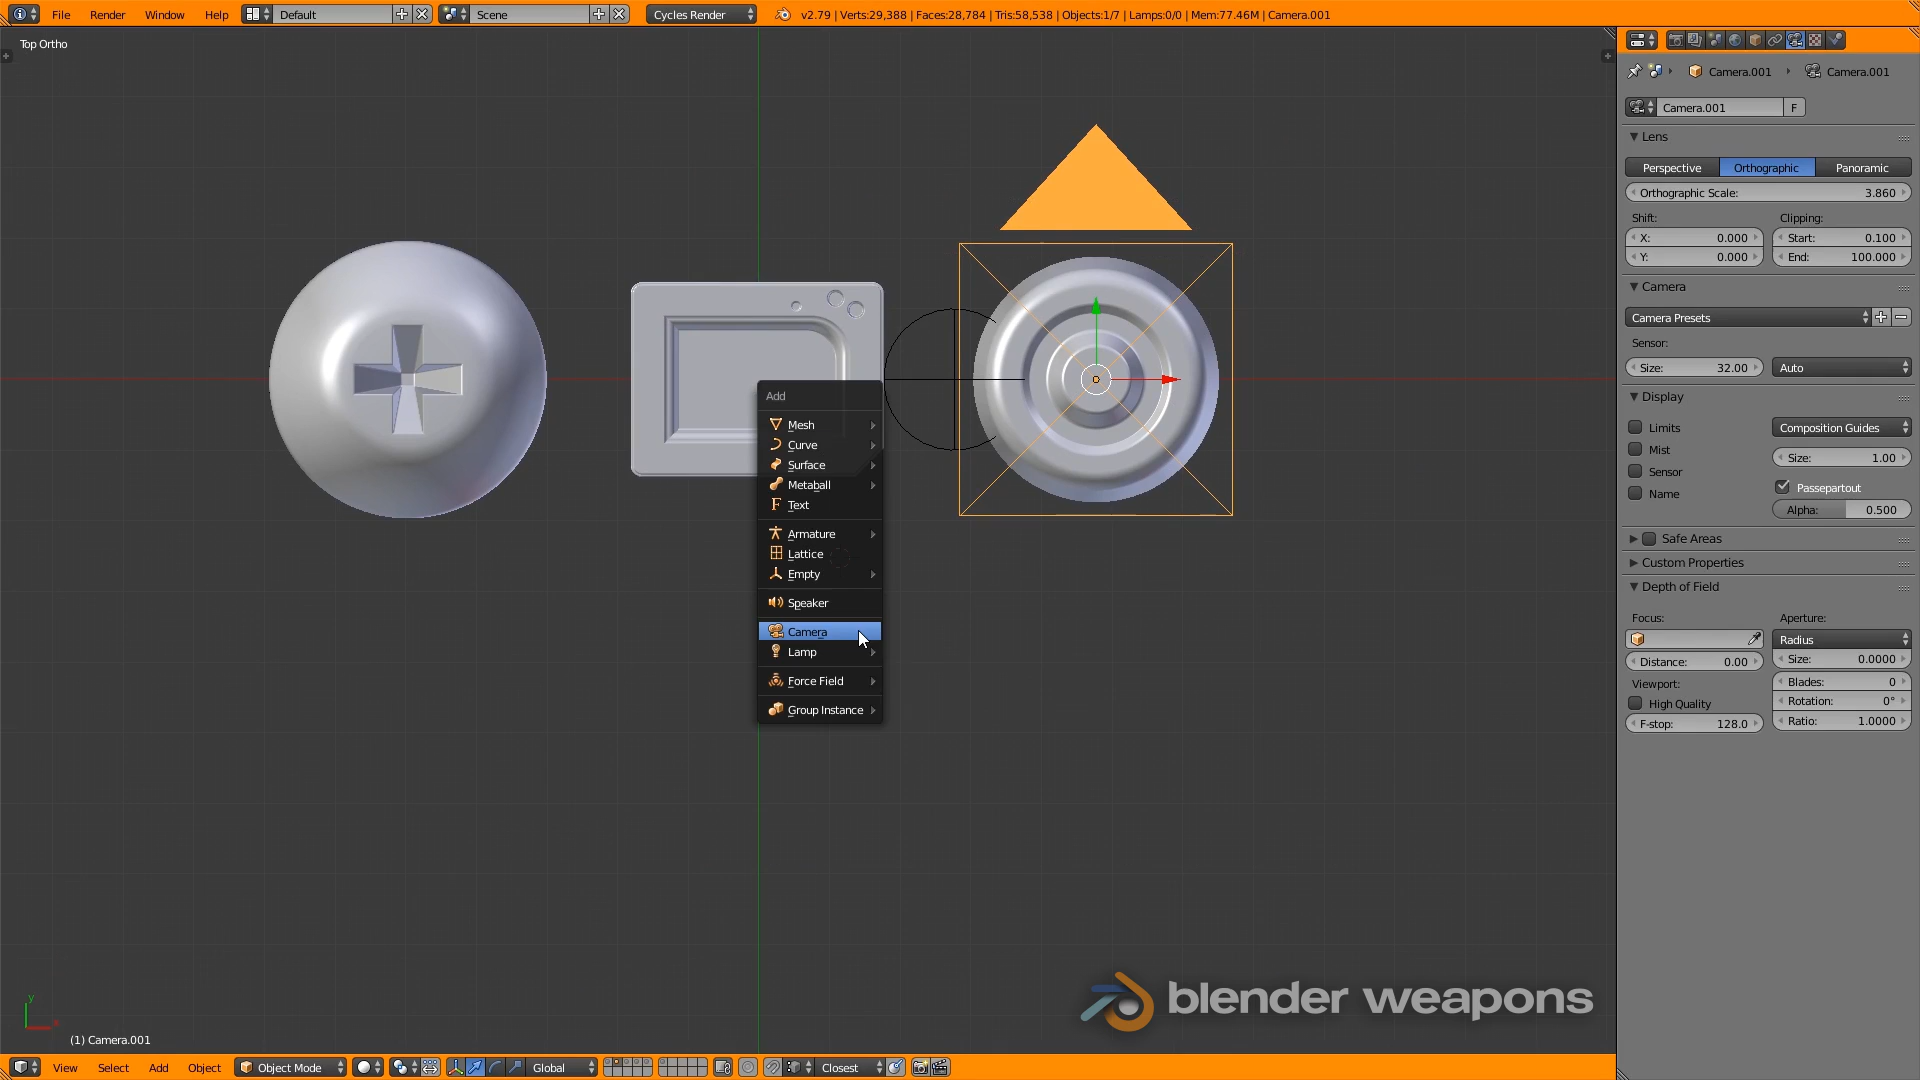 File Render Window Help Default Scene Cycles Render v2.79 | Verts:29,388 | Faces:28,784 | Tris:58,538 | Objects:1/7 | Lamps:0/0 | Mem:77.46M | Camera.001
Top Ortho
Camera.001 Camera.001
Camera.001 F
Lens
Perspective Orthographic Panoramic
Orthographic Scale: 3.860
Shift: Clipping:
X: 0.000 Start: 0.100
Y: 0.000 End: 100.000
Camera
Camera Presets
Sensor:
Size: 32.00 Auto
Display
Limits Composition Guides
Mist Size: 1.00
Sensor
Name Passepartout
Alpha: 0.500
Safe Areas
Custom Properties
Depth of Field
Focus: Aperture:
Radius
Distance: 0.00 Size: 0.0000
Viewport: Blades: 0
High Quality Rotation: 0°
F-stop: 128.0 Ratio: 1.0000
Add
Mesh
Curve
Surface
Metaball
Text
Armature
Lattice
Empty
Speaker
Camera
Lamp
Force Field
Group Instance
blender weapons
y
x
(1) Camera.001
View Select Add Object Object Mode Global Closest